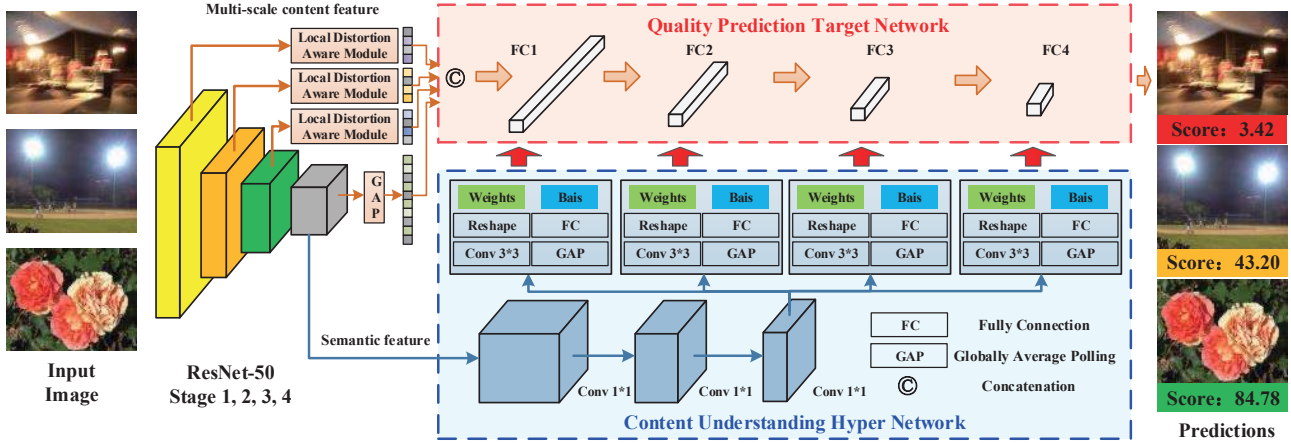 Multi-scale content feature
Local Distortion
Aware Module
Local Distortion
Aware Module
Local Distortion
Aware Module
G
A
P
Input
Image
ResNet-50
Stage 1, 2, 3, 4
Semantic feature
Quality Prediction Target Network
©
FC1
FC2
FC3
FC4
Weights
Bais
Reshape
FC
Conv 3*3
GAP
Weights
Bais
Reshape
FC
Conv 3*3
GAP
Weights
Bais
Reshape
FC
Conv 3*3
GAP
Weights
Bais
Reshape
FC
Conv 3*3
GAP
Conv 1*1
Conv 1*1
Conv 1*1
FC Fully Connection
GAP Globally Average Polling
© Concatenation
Content Understanding Hyper Network
Score：3.42
Score：43.20
Score：84.78
Predictions